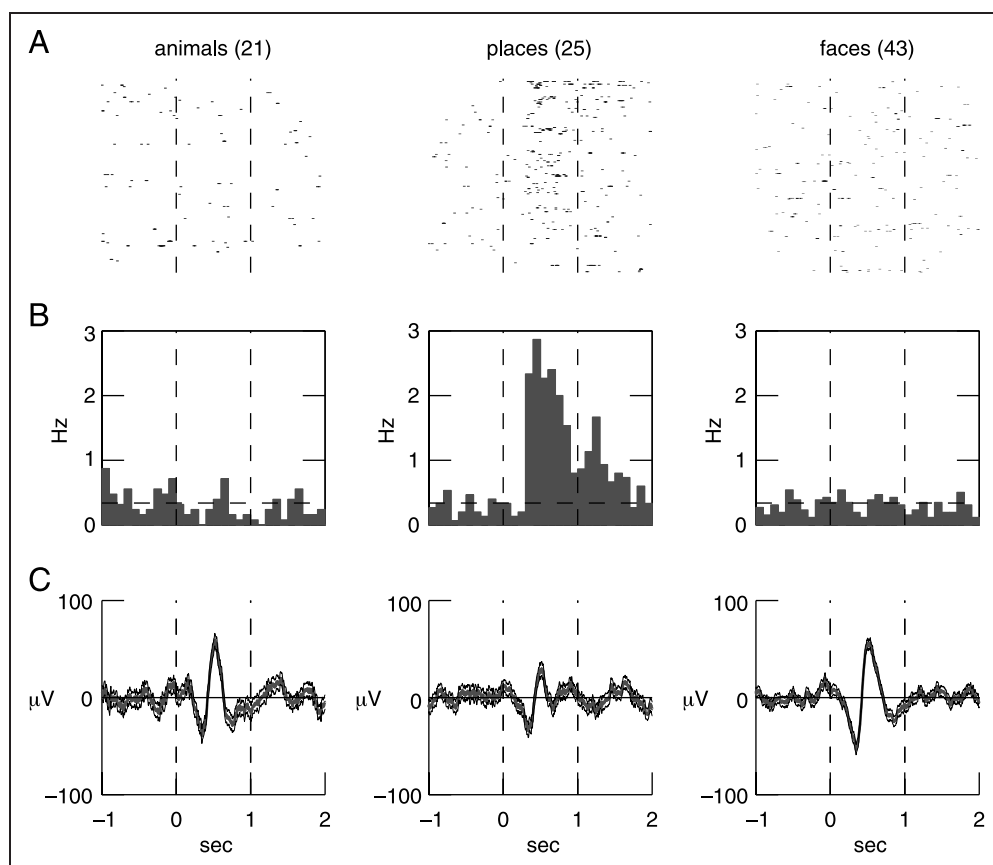 A
animals (21) places (25) faces (43)
B
3 3 3
2 2 2
Hz Hz Hz
1 1 1
0 0 0
C
100 100 100
μV 0 μV 0 μV 0
−100 −100 −100
−1 0 1 2 −1 0 1 2 −1 0 1 2
sec sec sec